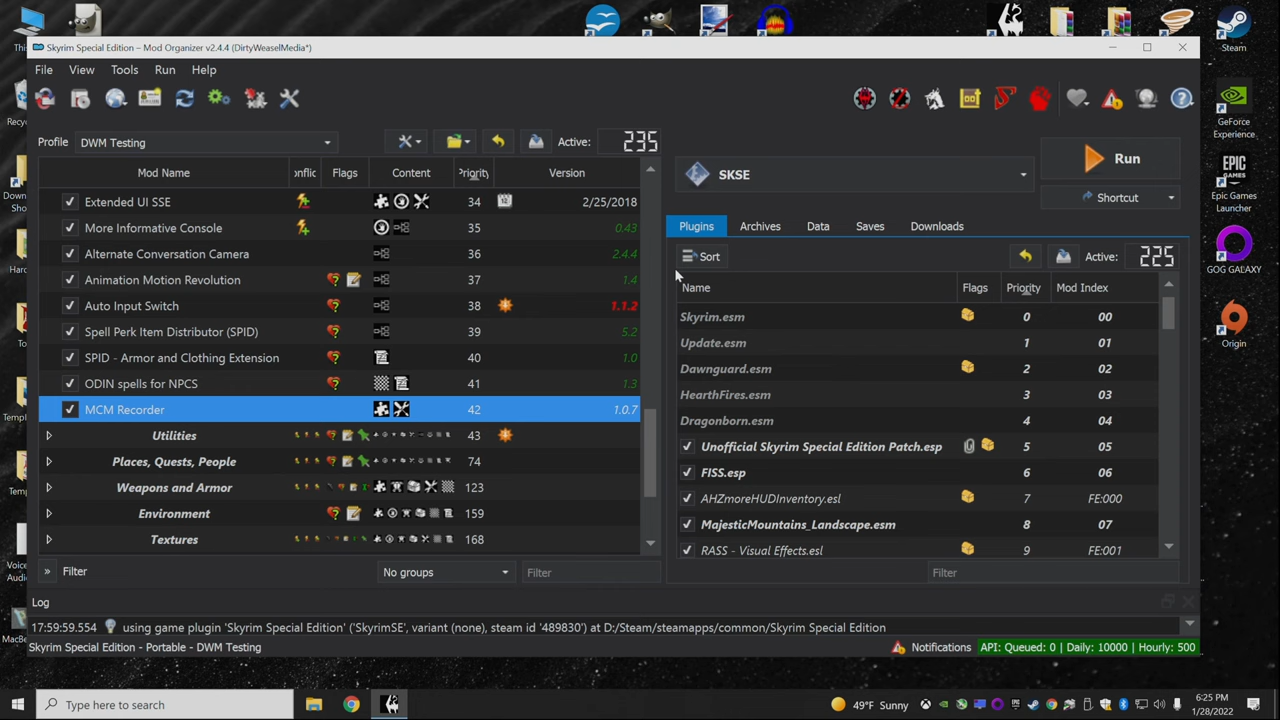 Skyrim Special Edition – Mod Organizer v2.4.4 (DirtyWeaselMedia*)
Steam
File View Tools Run Help
GeForce Experience
Epic Games Launcher
GOG GALAXY
Origin
Profile DWM Testing Active: 235
Mod Name Flags Content Priority Version
Extended UI SSE 34 2/25/2018
More Informative Console 35 0.43
Alternate Conversation Camera 36 2.4.4
Animation Motion Revolution 37 1.4
Auto Input Switch 38 1.1.2
Spell Perk Item Distributor (SPID) 39 5.2
SPID - Armor and Clothing Extension 40 1.0
ODIN spells for NPCS 41 1.3
MCM Recorder 42 1.0.7
Utilities 43
Places, Quests, People 74
Weapons and Armor 123
Environment 159
Textures 168
» Filter No groups Filter
SKSE
Run
Shortcut
Plugins Archives Data Saves Downloads
Sort Active: 225
Name Flags Priority Mod Index
Skyrim.esm 0 00
Update.esm 1 01
Dawnguard.esm 2 02
HearthFires.esm 3 03
Dragonborn.esm 4 04
Unofficial Skyrim Special Edition Patch.esp 5 05
FISS.esp 6 06
AHZmoreHUDInventory.esl 7 FE:000
MajesticMountains_Landscape.esm 8 07
RASS - Visual Effects.esl 9 FE:001
Filter
Log
17:59:59.554 using game plugin 'Skyrim Special Edition' ('SkyrimSE', variant (none), steam id '489830') at D:/Steam/steamapps/common/Skyrim Special Edition
Skyrim Special Edition - Portable - DWM Testing Notifications API: Queued: 0 | Daily: 10000 | Hourly: 500
Type here to search 49°F Sunny 6:25 PM
1/28/2022